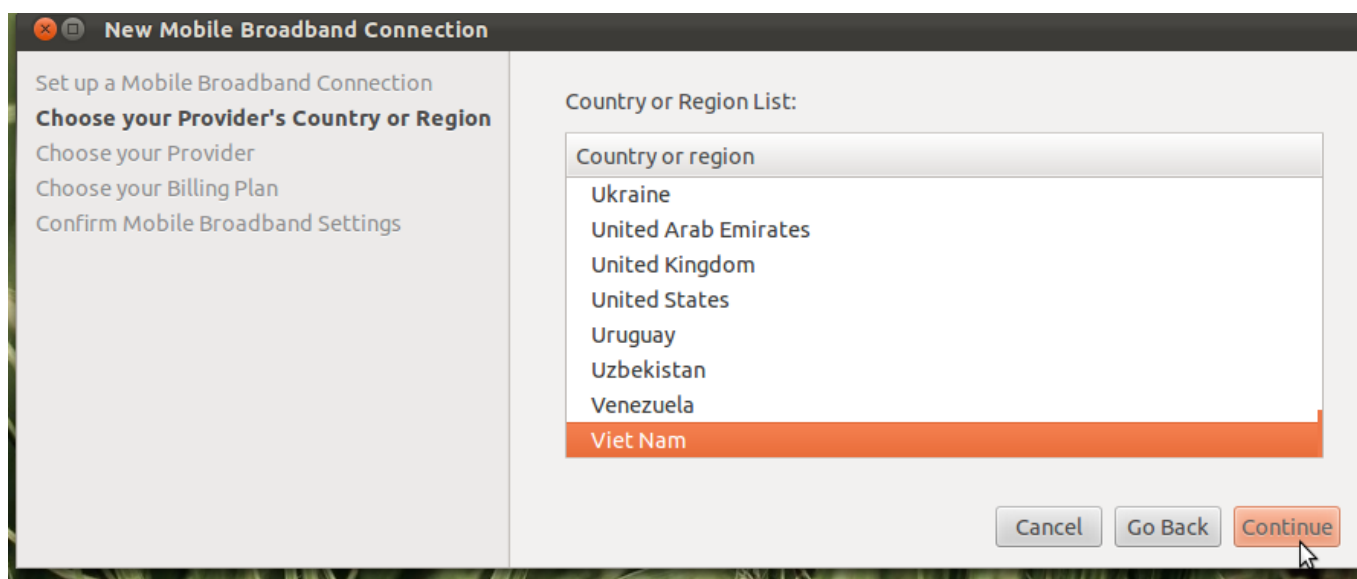 New Mobile Broadband Connection
Set up a Mobile Broadband Connection
Choose your Provider's Country or Region
Choose your Provider
Choose your Billing Plan
Confirm Mobile Broadband Settings
Country or Region List:
Country or region
Ukraine
United Arab Emirates
United Kingdom
United States
Uruguay
Uzbekistan
Venezuela
Viet Nam
Cancel Go Back Continue